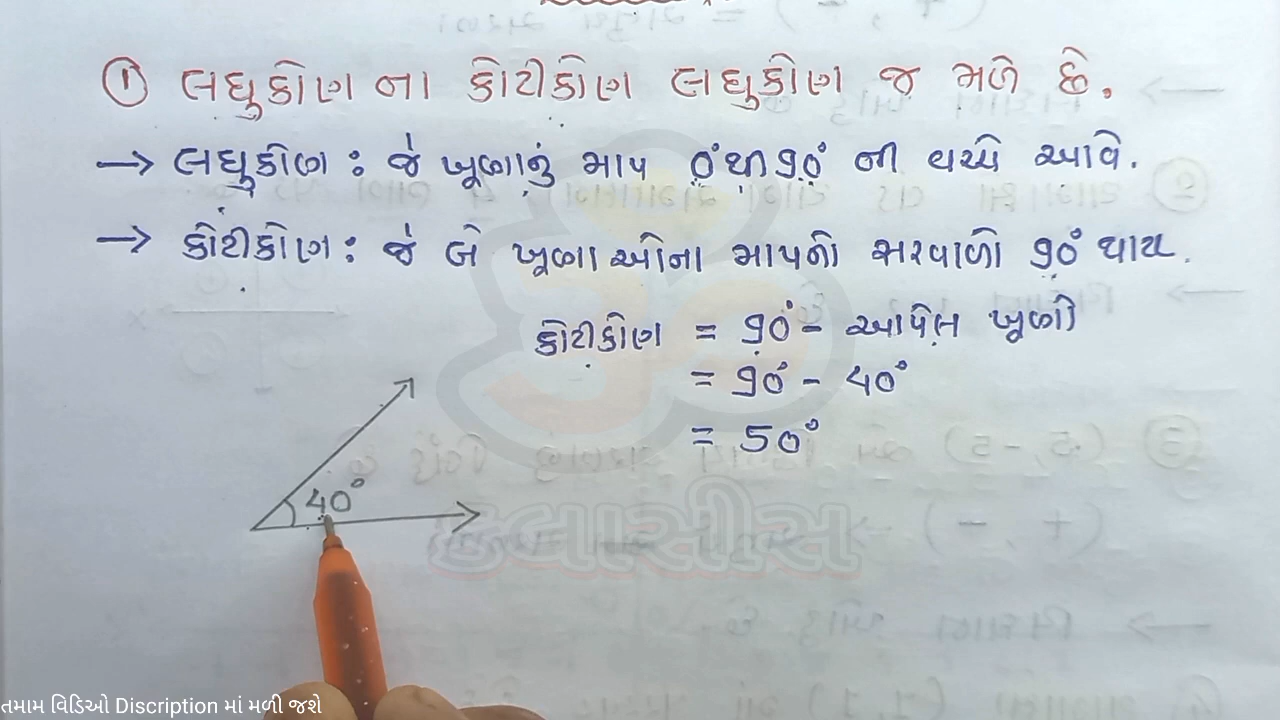 ① લઘુકોણ ના કોટીકોણ લઘુકોણ જ મળે છે.
→ લઘુકોણ : જે ખૂણાનું માપ 0° થી 90° ની વચ્ચે આવે.
→ કોટીકોણ : જે બે ખૂણાઓના માપનો સરવાળો 90° થાય.
કોટીકોણ = 90° - આપેલ ખૂણો
= 90° - 40°
= 50°
40°
ક્લાસીસ
તમામ વિડિઓ Discription માં મળી જશે